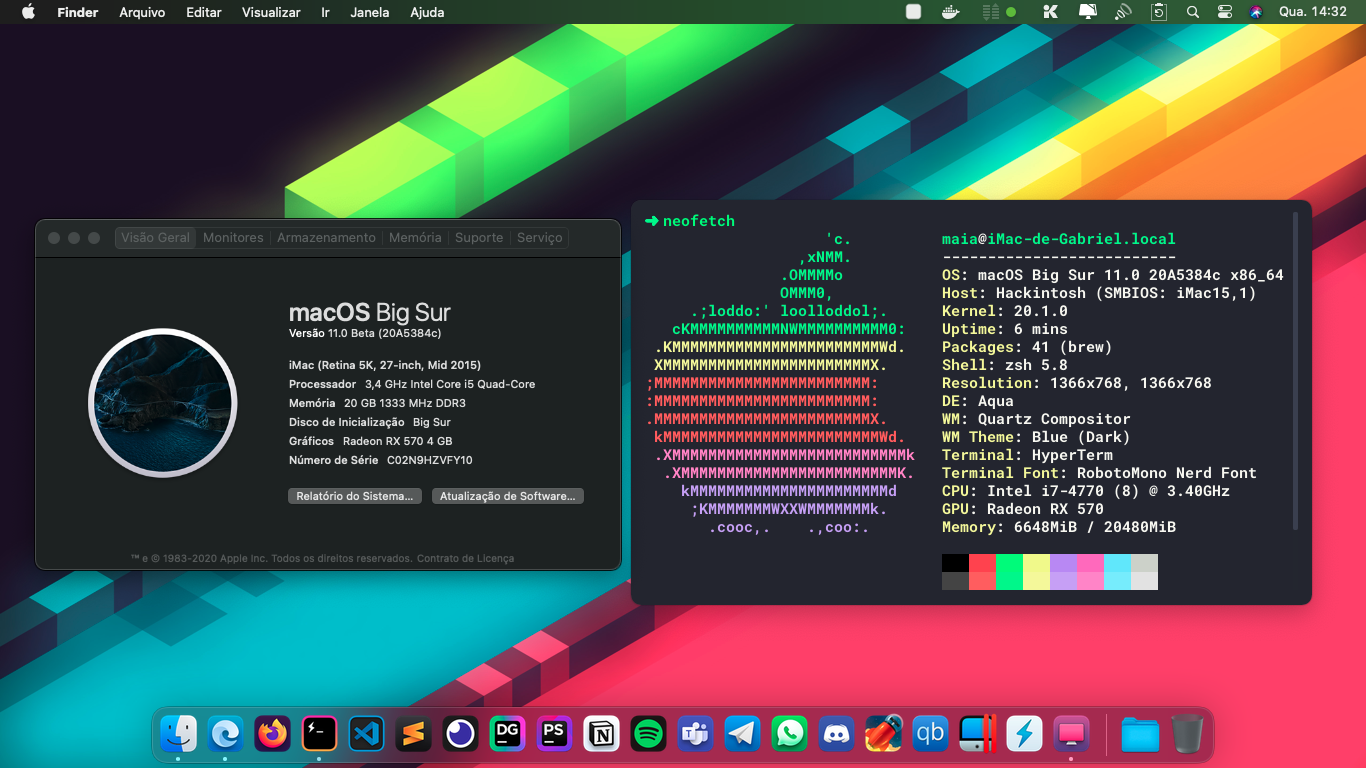 Finder Arquivo Editar Visualizar Ir Janela Ajuda Qua. 14:32
Visão Geral Monitores Armazenamento Memória Suporte Serviço
macOS Big Sur
Versão 11.0 Beta (20A5384c)
iMac (Retina 5K, 27-inch, Mid 2015)
Processador 3,4 GHz Intel Core i5 Quad-Core
Memória 20 GB 1333 MHz DDR3
Disco de Inicialização Big Sur
Gráficos Radeon RX 570 4 GB
Número de Série C02N9HZVFY10
Relatório do Sistema... Atualização de Software...
™ e © 1983-2020 Apple Inc. Todos os direitos reservados. Contrato de Licença
➜ neofetch
'c.
,xNMM.
.OMMMMo
OMMM0,
.;loddo:' loolloddol;.
cKMMMMMMMMMMNWMMMMMMMMMM0:
.KMMMMMMMMMMMMMMMMMMMMMMMWd.
XMMMMMMMMMMMMMMMMMMMMMMMX.
;MMMMMMMMMMMMMMMMMMMMMMMM:
:MMMMMMMMMMMMMMMMMMMMMMMM:
.MMMMMMMMMMMMMMMMMMMMMMMMX.
kMMMMMMMMMMMMMMMMMMMMMMMMWd.
.XMMMMMMMMMMMMMMMMMMMMMMMMMMk
.XMMMMMMMMMMMMMMMMMMMMMMMMK.
kMMMMMMMMMMMMMMMMMMMMMMd
;KMMMMMMMWXXWMMMMMMMk.
.cooc,. .,coo:.
maia@iMac-de-Gabriel.local
--------------------------
OS: macOS Big Sur 11.0 20A5384c x86_64
Host: Hackintosh (SMBIOS: iMac15,1)
Kernel: 20.1.0
Uptime: 6 mins
Packages: 41 (brew)
Shell: zsh 5.8
Resolution: 1366x768, 1366x768
DE: Aqua
WM: Quartz Compositor
WM Theme: Blue (Dark)
Terminal: HyperTerm
Terminal Font: RobotoMono Nerd Font
CPU: Intel i7-4770 (8) @ 3.40GHz
GPU: Radeon RX 570
Memory: 6648MiB / 20480MiB
DG PS N qb